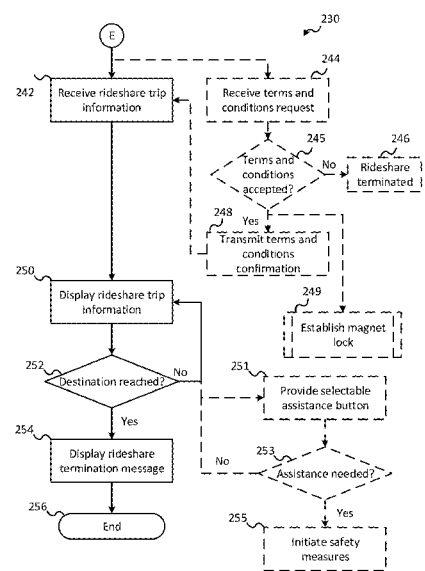 E
230
244
242
Receive rideshare trip
information
Receive terms and
conditions request
245
246
Terms and
conditions
accepted?
No
Rideshare
terminated
248
Yes
Transmit terms and
conditions
confirmation
250
Display rideshare trip
information
249
Establish magnet
lock
252
Destination reached?
No
251
Provide selectable
assistance button
Yes
254
Display rideshare
termination message
253
No
Assistance needed?
256
End
Yes
255
Initiate safety
measures